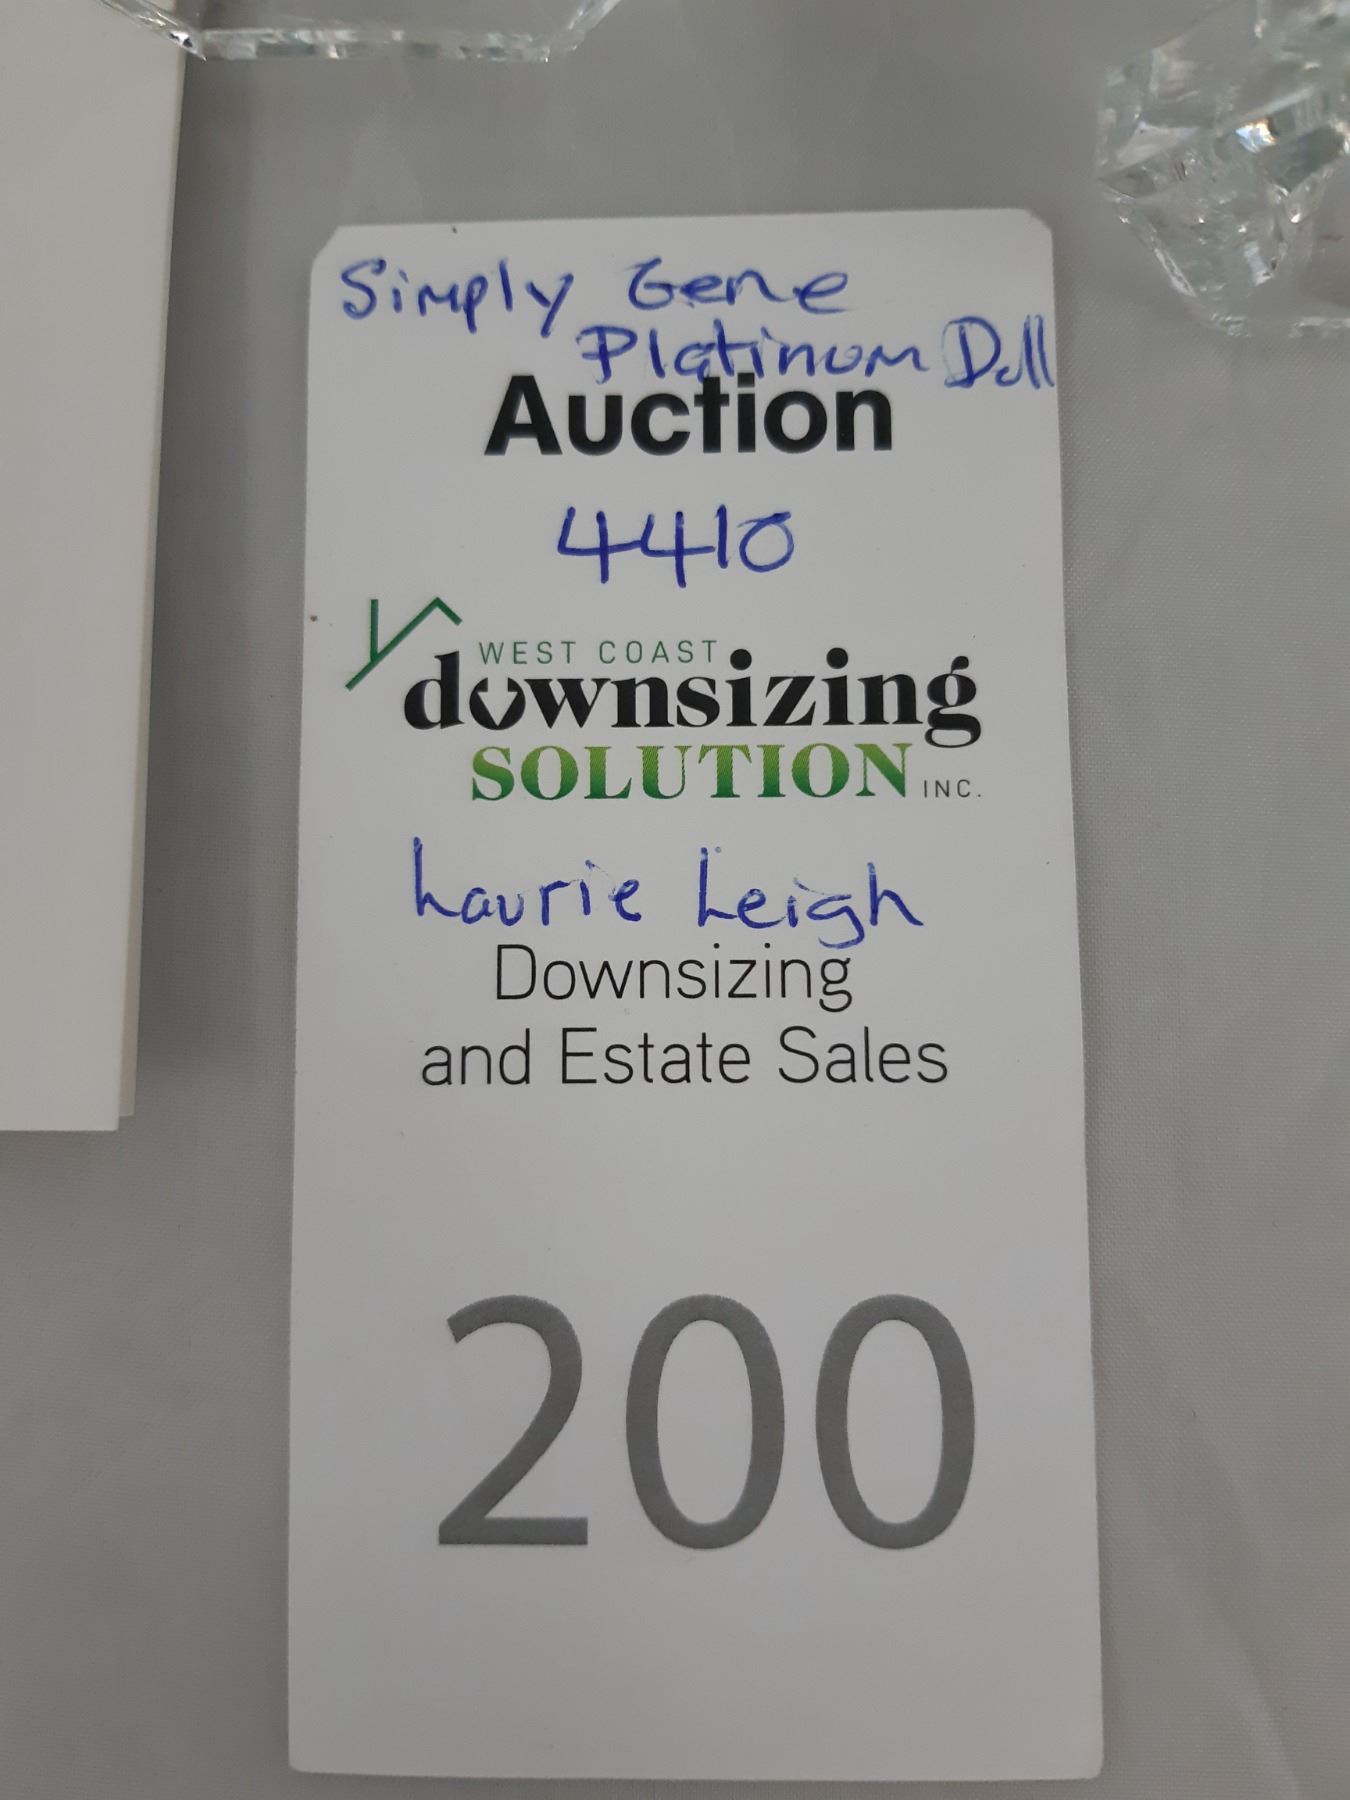 Simply Gene
Platinum Doll
Auction
4410
WEST COAST
downsizing
SOLUTION INC.
Laurie Leigh
Downsizing
and Estate Sales
200